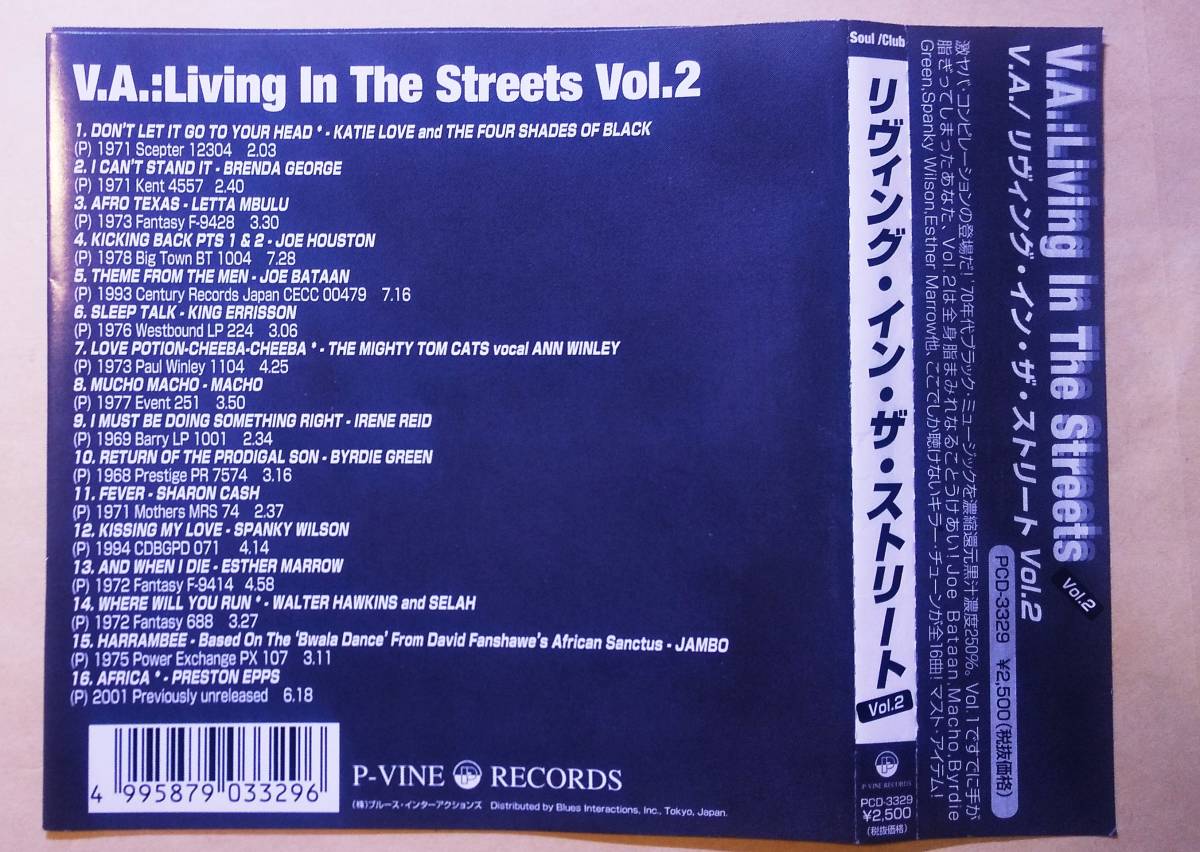 V.A.:Living In The Streets Vol.2
1. DON'T LET IT GO TO YOUR HEAD * - KATIE LOVE and THE FOUR SHADES OF BLACK
(P) 1971 Scepter 12304 2.03
2. I CAN'T STAND IT - BRENDA GEORGE
(P) 1971 Kent 4557 2.40
3. AFRO TEXAS - LETTA MBULU
(P) 1973 Fantasy F-9428 3.30
4. KICKING BACK PTS 1 & 2 - JOE HOUSTON
(P) 1978 Big Town BT 1004 7.28
5. THEME FROM THE MEN - JOE BATAAN
(P) 1993 Century Records Japan CECC 00479 7.16
6. SLEEP TALK - KING ERRISSON
(P) 1976 Westbound LP 224 3.06
7. LOVE POTION-CHEEBA-CHEEBA * - THE MIGHTY TOM CATS vocal ANN WINLEY
(P) 1973 Paul Winley 1104 4.25
8. MUCHO MACHO - MACHO
(P) 1977 Event 251 3.50
9. I MUST BE DOING SOMETHING RIGHT - IRENE REID
(P) 1969 Barry LP 1001 2.34
10. RETURN OF THE PRODIGAL SON - BYRDIE GREEN
(P) 1968 Prestige PR 7574 3.16
11. FEVER - SHARON CASH
(P) 1971 Mothers MRS 74 2.37
12. KISSING MY LOVE - SPANKY WILSON
(P) 1994 CDBGPD 071 4.14
13. AND WHEN I DIE - ESTHER MARROW
(P) 1972 Fantasy F-9414 4.58
14. WHERE WILL YOU RUN * - WALTER HAWKINS and SELAH
(P) 1972 Fantasy 688 3.27
15. HARRAMBEE - Based On The 'Bwala Dance' From David Fanshawe's African Sanctus - JAMBO
(P) 1975 Power Exchange PX 107 3.11
16. AFRICA * - PRESTON EPPS
(P) 2001 Previously unreleased 6.18
4 995879 033296
P-VINE RECORDS
(株)ブルース・インターアクションズ Distributed by Blues Interactions, Inc., Tokyo, Japan.
Soul /Club
リヴィング・イン・ザ・ストリート
Vol.2
P-VINE RECORDS
PCD-3329
¥2,500
(税抜価格)
V.A.:Living In The Streets
Vol.2
V.A./ リヴィング・イン・ザ・ストリート Vol.2
PCD-3329 ¥2,500(税抜価格)
激ヤバ・コンピレーションの登場だ！'70年代ブラック・ミュージックを濃縮還元黒汁濃度250%。Vol.1ですでに手が
脂ぎってしまったあなた、Vol.2は全身脂まみれなることうけあい！Joe Bataan,Macho,Byrdie
Green,Spanky Wilson,Esther Marrow他、ここでしか聴けないキラー・チューンが全16曲！マスト・アイテム！